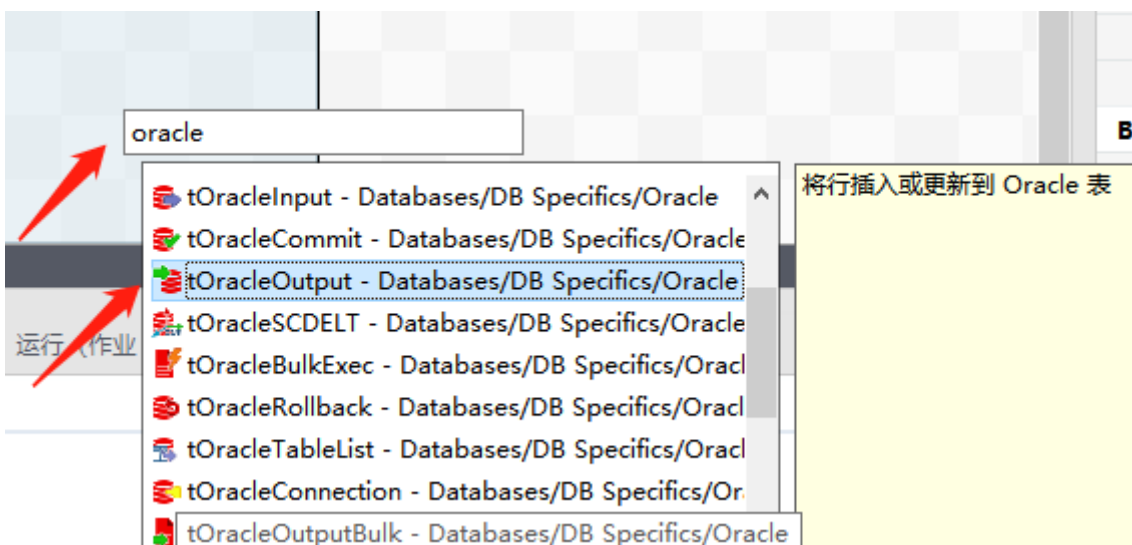 oracle
B
tOracleInput - Databases/DB Specifics/Oracle
将行插入或更新到 Oracle 表
tOracleCommit - Databases/DB Specifics/Oracle
tOracleOutput - Databases/DB Specifics/Oracle
tOracleSCDELT - Databases/DB Specifics/Oracle
运行（作业
tOracleBulkExec - Databases/DB Specifics/Oracl
tOracleRollback - Databases/DB Specifics/Oracl
tOracleTableList - Databases/DB Specifics/Oracl
tOracleConnection - Databases/DB Specifics/Or
tOracleOutputBulk - Databases/DB Specifics/Oracle